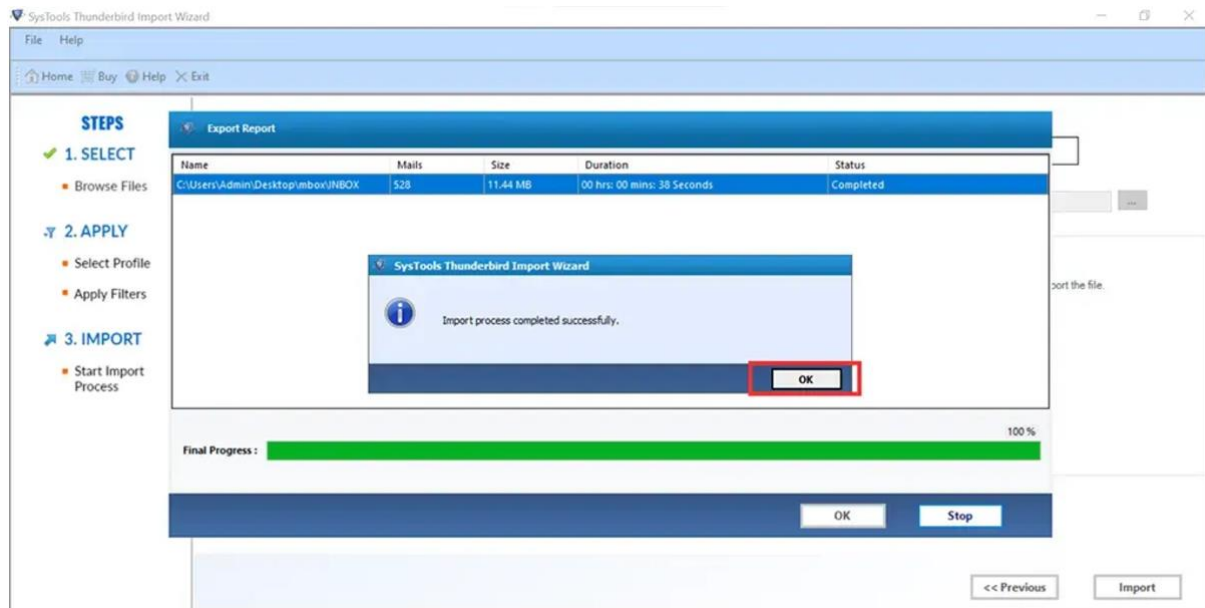 SysTools Thunderbird Import Wizard
File Help
Home Buy Help Exit
STEPS
1. SELECT
Browse Files
2. APPLY
Select Profile
Apply Filters
3. IMPORT
Start Import
Process
Export Report
Name Mails Size Duration Status
C:\Users\Admin\Desktop\mbox\INBOX 528 11.44 MB 00 hrs: 00 mins: 38 Seconds Completed
...
port the file.
SysTools Thunderbird Import Wizard
Import process completed successfully.
OK
100 %
Final Progress :
OK Stop
<< Previous Import